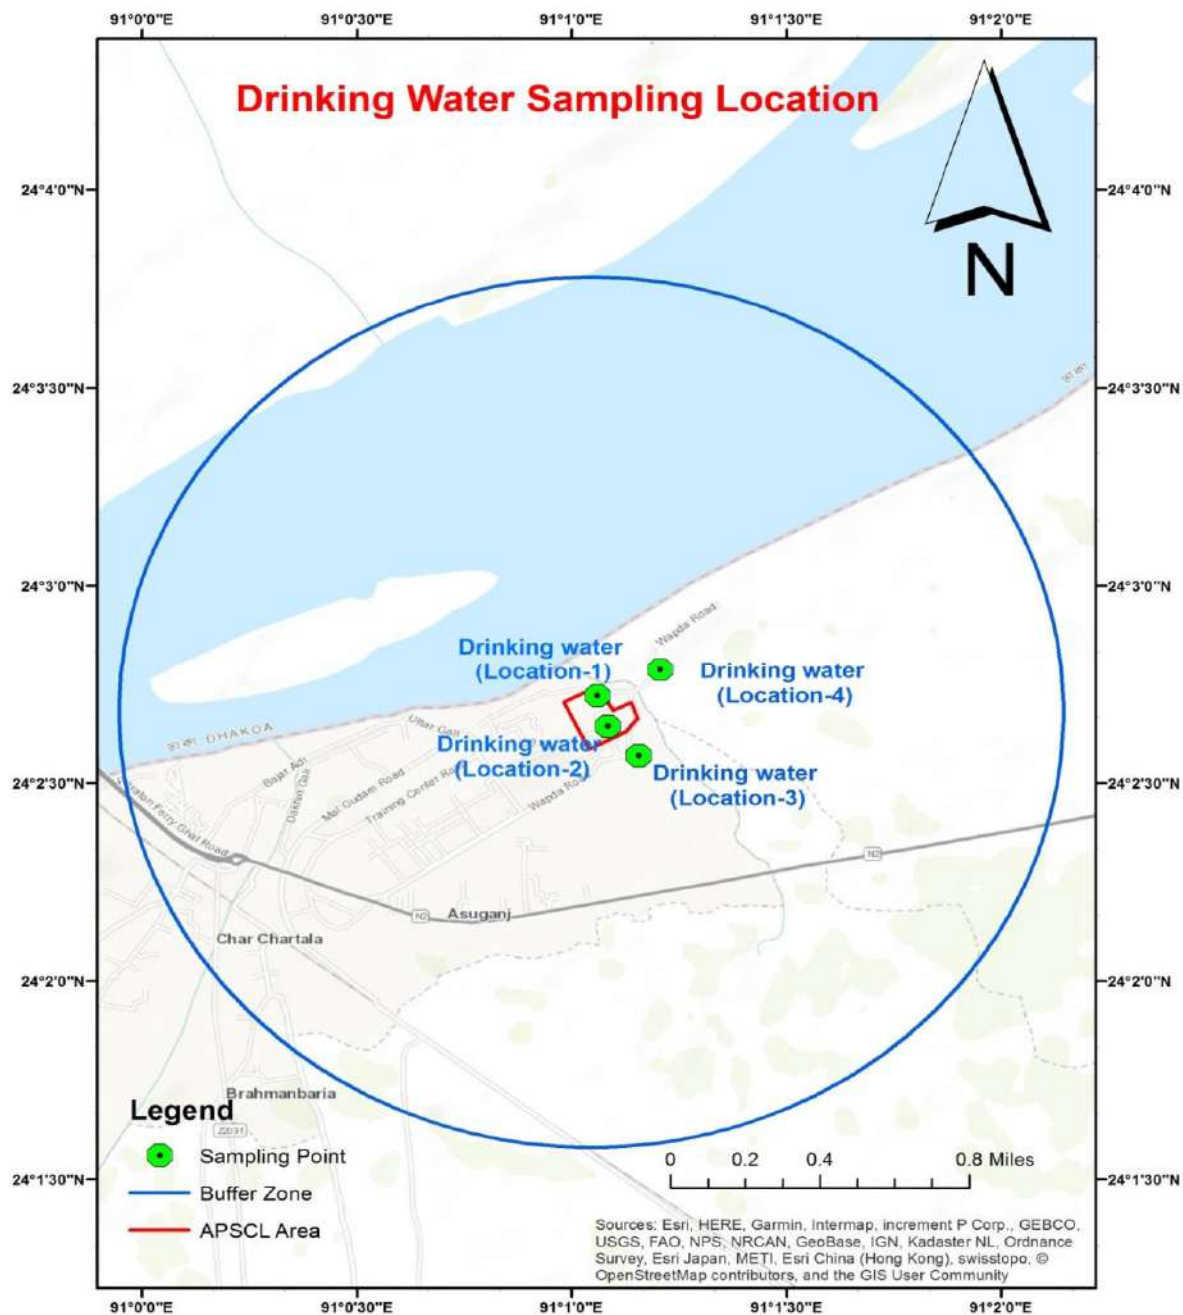 91°0'0"E 91°0'30"E 91°1'0"E 91°1'30"E 91°2'0"E
Drinking Water Sampling Location
N
24°4'0"N 24°4'0"N
24°3'30"N 24°3'30"N
24°3'0"N 24°3'0"N
Wapda Road
Drinking water
(Location-1)
Drinking water
(Location-4)
DHAKOA
Uttar Gali
Drinking water
(Location-2)
Drinking water
(Location-3)
24°2'30"N 24°2'30"N
Mal Gudam Road
Training Center
Wapda
Ferry Ghat Road
N2
N2
Asuganj
Char Chartala
24°2'0"N 24°2'0"N
Brahmanbaria
Z2031
Legend
Sampling Point
Buffer Zone
APSCL Area
0 0.2 0.4 0.8 Miles
24°1'30"N 24°1'30"N
Sources: Esri, HERE, Garmin, Intermap, increment P Corp., GEBCO,
USGS, FAO, NPS, NRCAN, GeoBase, IGN, Kadaster NL, Ordnance
Survey, Esri Japan, METI, Esri China (Hong Kong), swisstopo, ©
OpenStreetMap contributors, and the GIS User Community
91°0'0"E 91°0'30"E 91°1'0"E 91°1'30"E 91°2'0"E